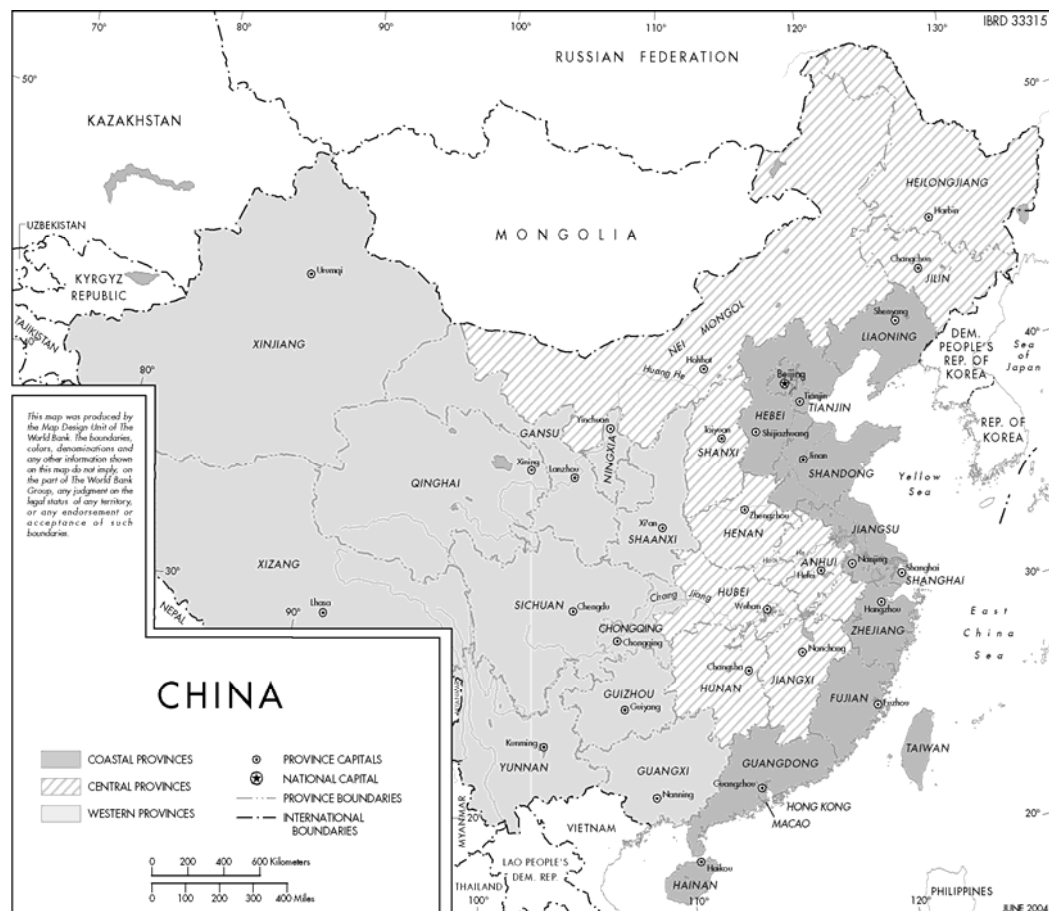 70°
80°
90°
100°
110°
120°
130°
IBRD 33315
RUSSIAN FEDERATION
50°
50°
KAZAKHSTAN
HEILONGJIANG
Harbin
UZBEKISTAN
MONGOLIA
KYRGYZ
REPUBLIC
Urumqi
Changchun
JILIN
TAJIKISTAN
40°
XINJIANG
NEI MONGOL
Shenyang
LIAONING
DEM.
PEOPLE'S
REP. OF
KOREA
40°
Sea
of
Japan
80°
Hohhot
Huang He
Beijing
Tianjin
TIANJIN
HEBEI
This map was produced by
the Map Design Unit of The
World Bank. The boundaries,
colors, denominations and
any other information shown
on this map do not imply, on
the part of The World Bank
Group, any judgment on the
legal status of any territory,
or any endorsement or
acceptance of such
boundaries.
GANSU
Yinchuan
NINGXIA
Taiyuan
SHANXI
Shijiazhuang
REP. OF
KOREA
QINGHAI
Xining
Lanzhou
Jinan
SHANDONG
Yellow
Sea
Xi'an
SHAANXI
Zhengzhou
HENAN
JIANGSU
XIZANG
30°
ANHUI
Hefei
Nanjing
Shanghai
SHANGHAI
30°
NEPAL
90°
Lhasa
SICHUAN
Chengdu
Chang Jiang
HUBEI
Wuhan
Hangzhou
ZHEJIANG
East
China
Sea
CHONGQING
Chongqing
Changsha
HUNAN
Nanchang
JIANGXI
GUIZHOU
Guiyang
FUJIAN
Fuzhou
CHINA
Kunming
YUNNAN
GUANGXI
Nanning
GUANGDONG
Guangzhou
TAIWAN
HONG KONG
MACAO
COASTAL PROVINCES
CENTRAL PROVINCES
WESTERN PROVINCES
PROVINCE CAPITALS
NATIONAL CAPITAL
PROVINCE BOUNDARIES
INTERNATIONAL
BOUNDARIES
MYANMAR
20°
VIETNAM
20°
0 200 400 600 Kilometers
0 100 200 300 400 Miles
LAO PEOPLE'S
DEM. REP.
THAILAND
100°
Haikou
HAINAN
110°
120°
PHILIPPINES
JUNE 2004